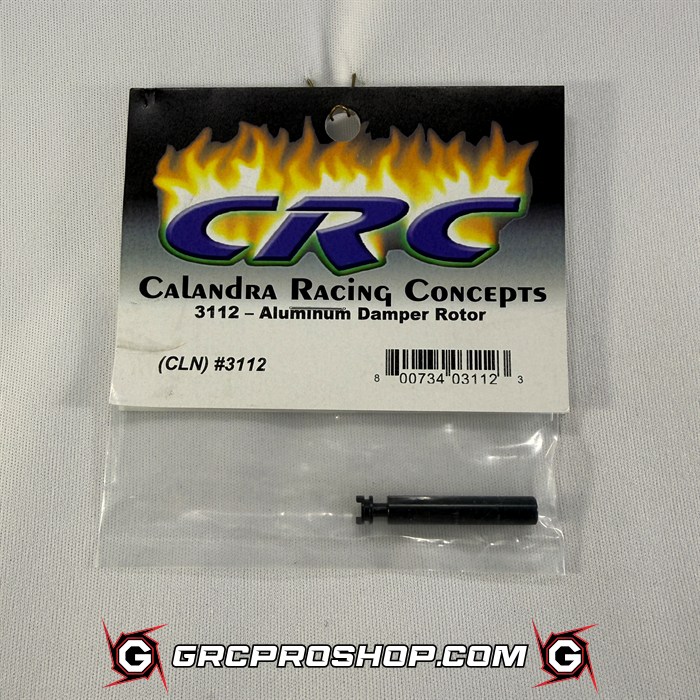 CRC
Calandra Racing Concepts
3112 – Aluminum Damper Rotor
(CLN) #3112
8 00734 03112 3
G GRCPROSHOP.COM G